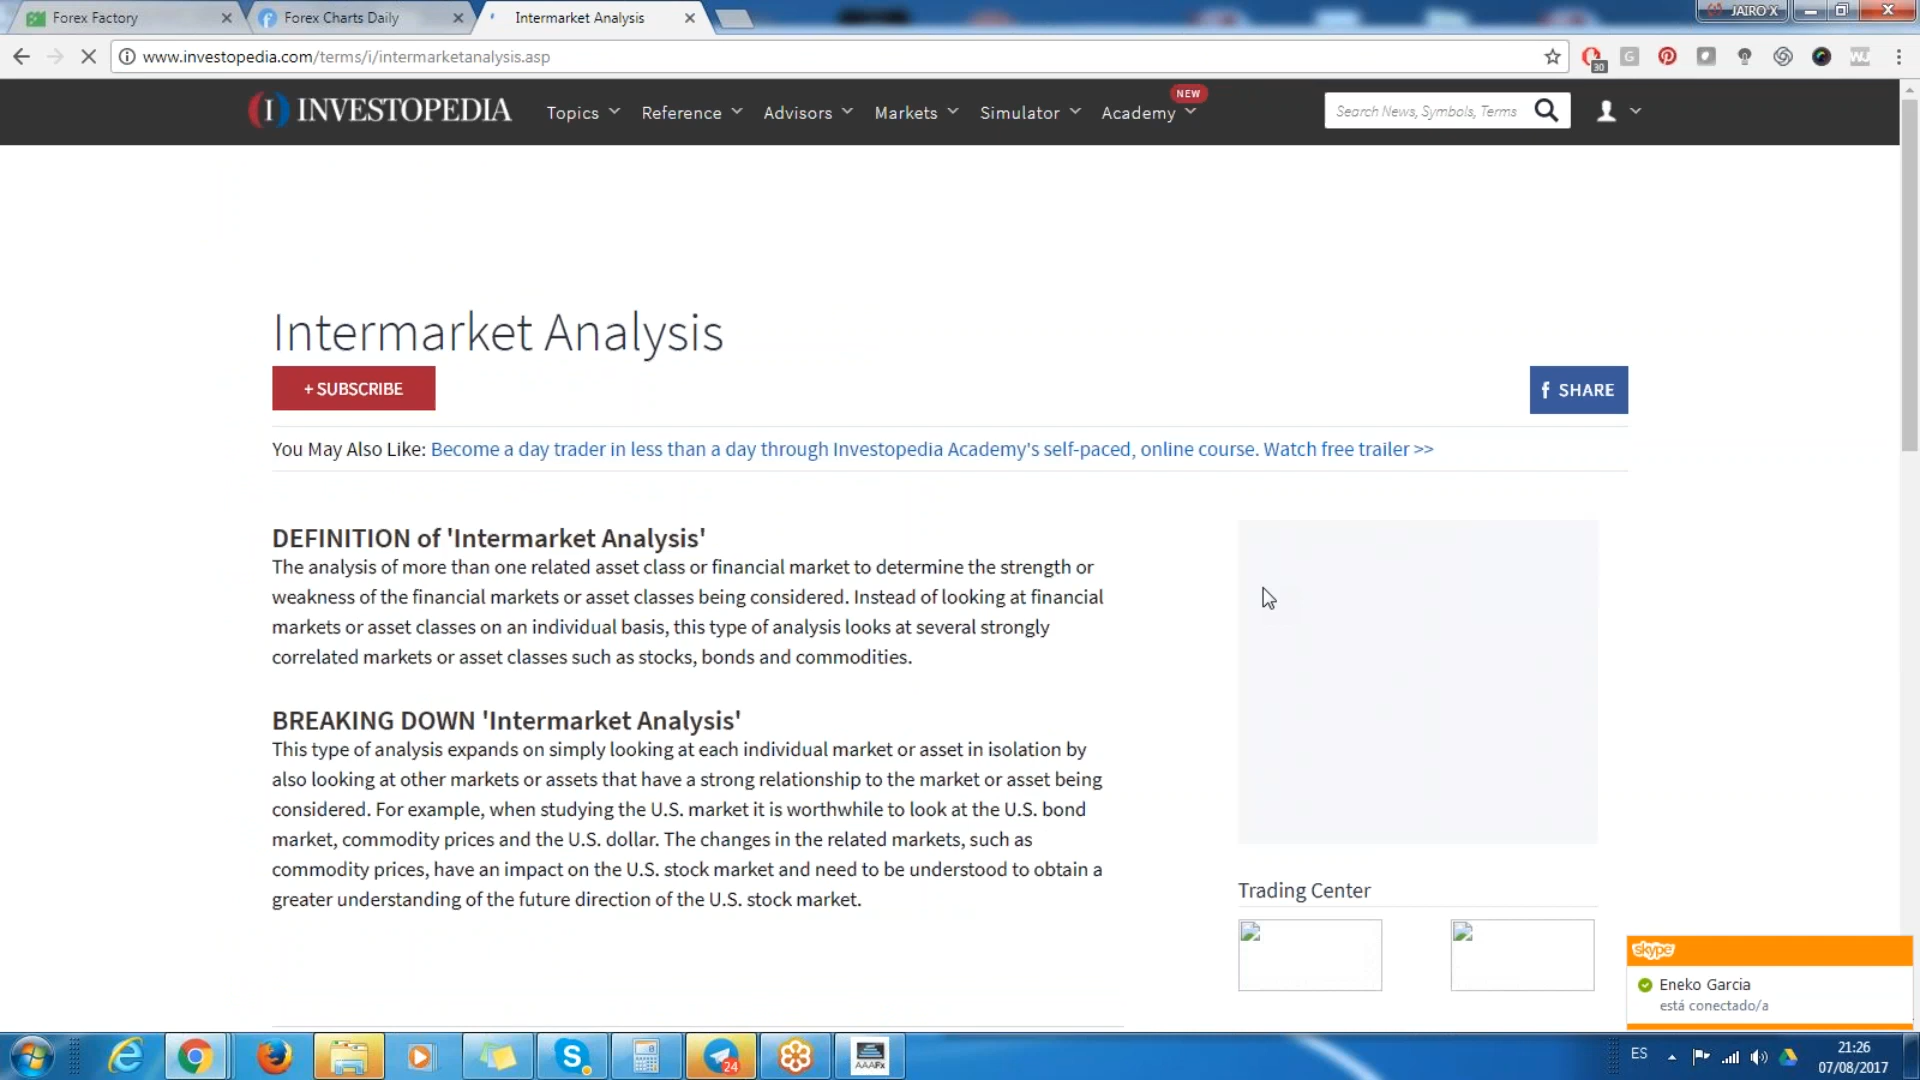 Forex Factory
Forex Charts Daily
Intermarket Analysis
JAIRO X
www.investopedia.com/terms/i/intermarketanalysis.asp
30
G
INVESTOPEDIA
Topics
Reference
Advisors
Markets
Simulator
Academy
NEW
Search News, Symbols, Terms
Intermarket Analysis
+ SUBSCRIBE
f SHARE
You May Also Like: Become a day trader in less than a day through Investopedia Academy's self-paced, online course. Watch free trailer >>
DEFINITION of 'Intermarket Analysis'
The analysis of more than one related asset class or financial market to determine the strength or
weakness of the financial markets or asset classes being considered. Instead of looking at financial
markets or asset classes on an individual basis, this type of analysis looks at several strongly
correlated markets or asset classes such as stocks, bonds and commodities.
BREAKING DOWN 'Intermarket Analysis'
This type of analysis expands on simply looking at each individual market or asset in isolation by
also looking at other markets or assets that have a strong relationship to the market or asset being
considered. For example, when studying the U.S. market it is worthwhile to look at the U.S. bond
market, commodity prices and the U.S. dollar. The changes in the related markets, such as
commodity prices, have an impact on the U.S. stock market and need to be understood to obtain a
greater understanding of the future direction of the U.S. stock market.
Trading Center
skype
Eneko Garcia
está conectado/a
24
AAAFx
ES
21:26
07/08/2017